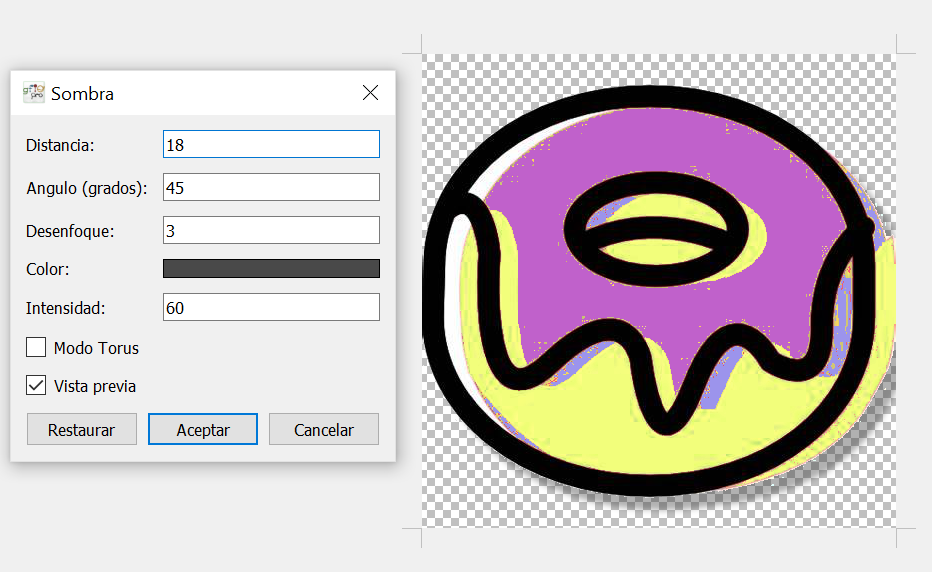 Sombra
Distancia: 18
Angulo (grados): 45
Desenfoque: 3
Color:
Intensidad: 60
Modo Torus
Vista previa
Restaurar Aceptar Cancelar